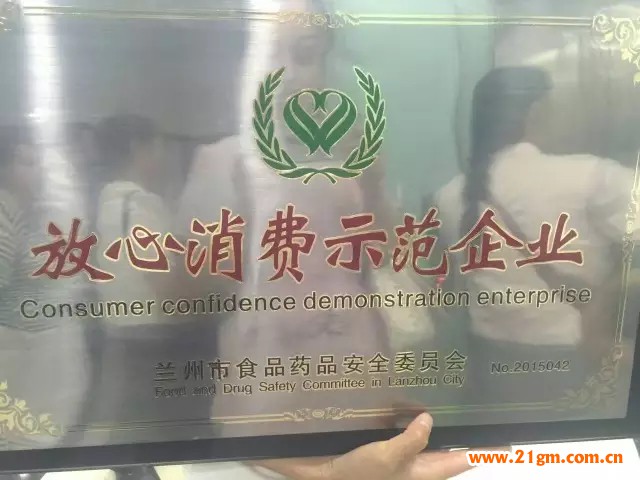 放心消费示范企业
Consumer confidence demonstration enterprise
兰州市食品药品安全委员会
Food and Drug Safety Committee in Lanzhou City
No.2015042
www.21gm.com.cn